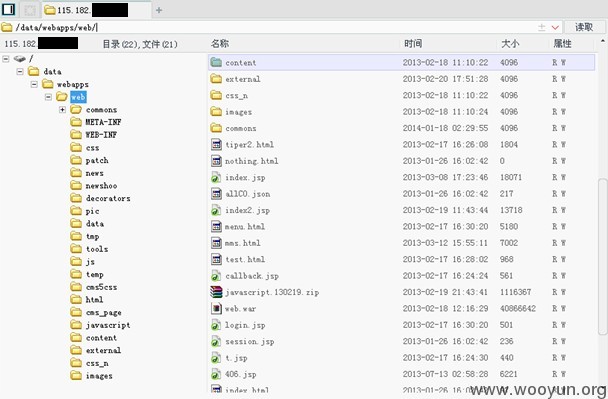 115.182.
/data/webapps/web/
读取
115.182.
目录(22),文件(21)
名称 时间 大小 属性
/
data
webapps
web
commons
META-INF
WEB-INF
css
patch
news
newshoo
decorators
pic
data
tmp
tools
js
temp
cms5css
html
cms_page
javascript
content
external
css_n
images
content 2013-02-18 11:10:22 4096 R W
external 2013-02-20 17:51:28 4096 R W
css_n 2013-02-18 11:10:22 4096 R W
images 2013-02-18 11:10:24 4096 R W
commons 2014-01-18 02:29:55 4096 R W
tiper2.html 2013-02-17 16:26:08 1804 R W
nothing.html 2013-01-26 16:02:42 0 R W
index.jsp 2013-03-08 17:23:46 18071 R W
allCO.json 2013-01-26 16:02:42 217 R W
index2.jsp 2013-02-19 11:43:44 13718 R W
menu.html 2013-02-17 16:30:20 5180 R W
mms.html 2013-03-12 15:55:11 7002 R W
test.html 2013-02-17 16:28:02 968 R W
callback.jsp 2013-02-17 16:24:24 561 R W
javascript.130219.zip 2013-02-19 21:43:41 1116367 R W
web.war 2013-02-18 12:16:29 40866642 R W
login.jsp 2013-02-17 16:30:20 501 R W
session.jsp 2013-01-26 16:02:42 236 R W
t.jsp 2013-02-17 16:24:30 440 R W
406.jsp 2013-07-13 02:58:28 6221 R W
index.html
www.wooyun.org